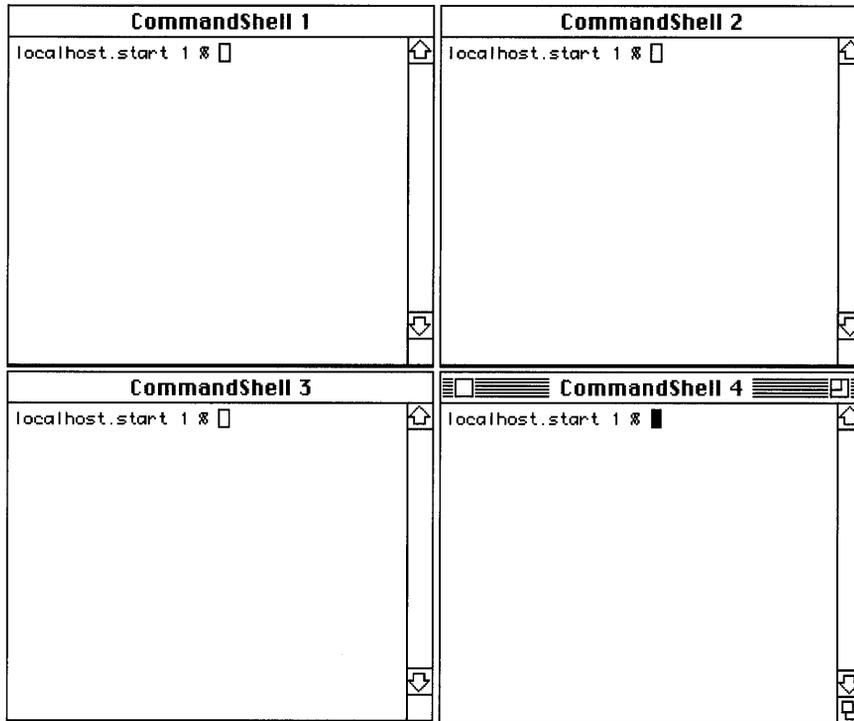 CommandShell 1
localhost.start 1 %
CommandShell 2
localhost.start 1 %
CommandShell 3
localhost.start 1 %
CommandShell 4
localhost.start 1 %